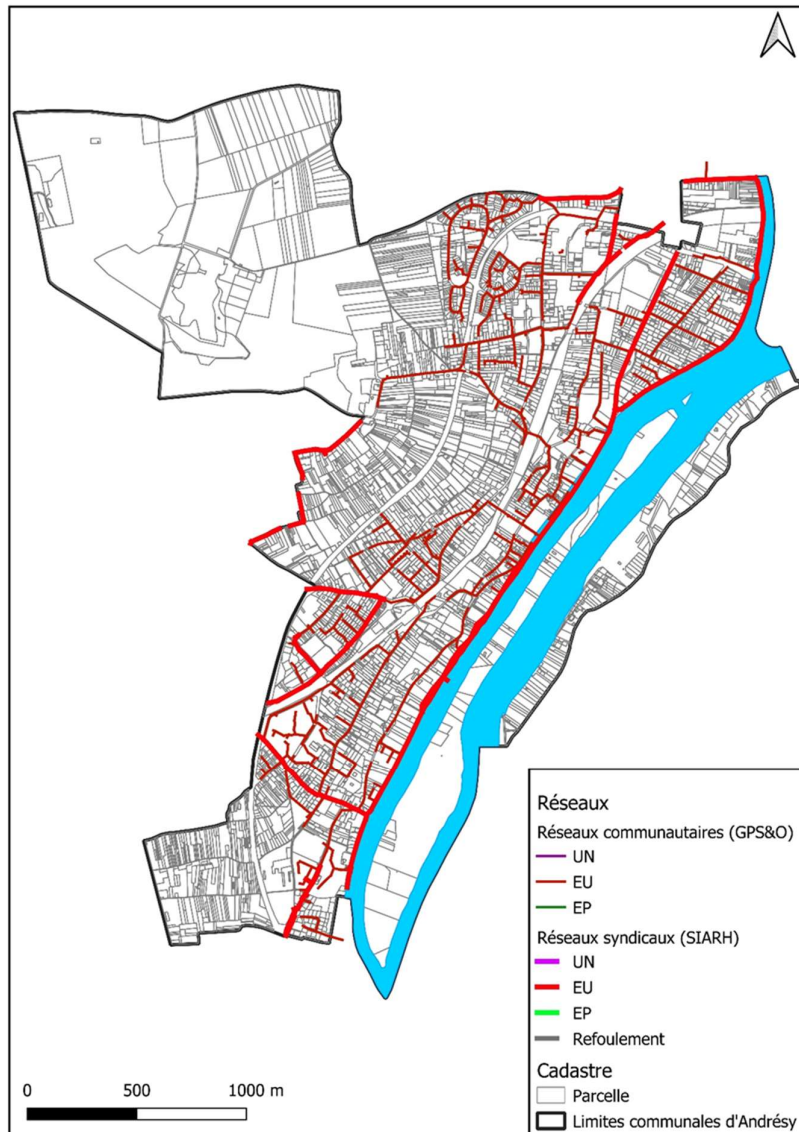 Réseaux
Réseaux communautaires (GPS&O)
UN
EU
EP
Réseaux syndicaux (SIARH)
UN
EU
EP
Refoulement
Cadastre
Parcelle
Limites communales d'Andrésy
0 500 1000 m